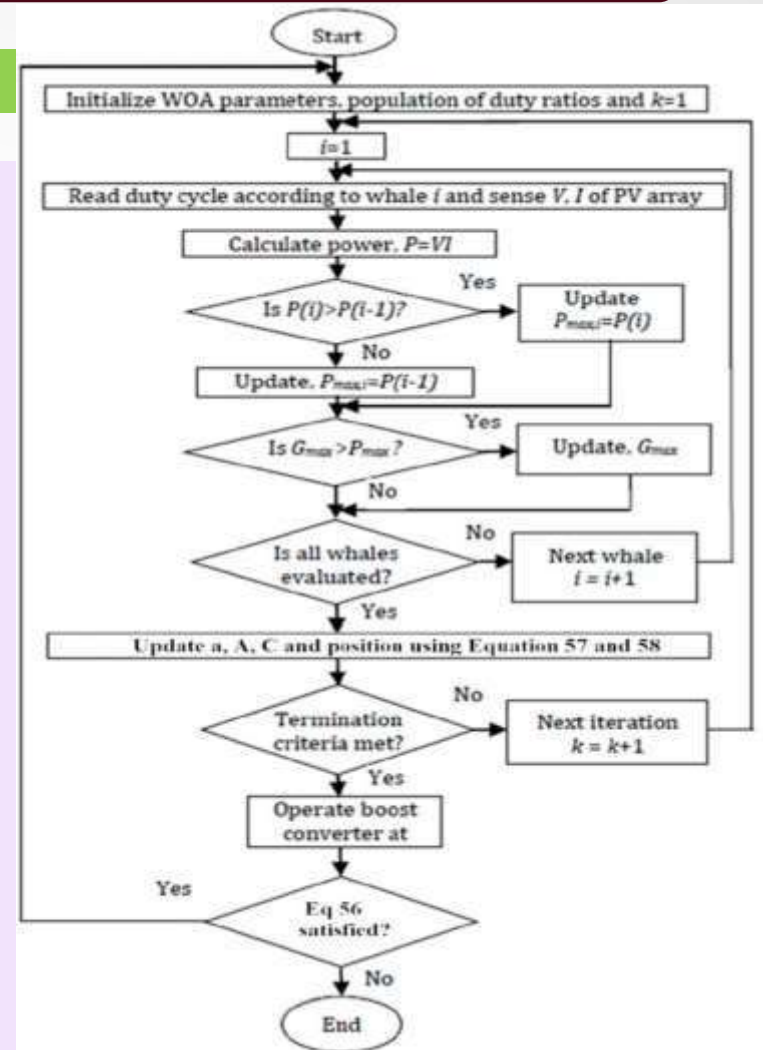 Start
Initialize WOA parameters, population of duty ratios and k=1
i=1
Read duty cycle according to whale i and sense V, I of PV array
Calculate power, P=VI
Is P(i)>P(i-1)?
Yes
Update
Pmax,i=P(i)
No
Update, Pmax,i=P(i-1)
Is Gmax>Pmax?
Yes
Update, Gmax
No
Is all whales
evaluated?
No
Next whale
i = i+1
Yes
Update a, A, C and position using Equation 57 and 58
Termination
criteria met?
No
Next iteration
k = k+1
Yes
Operate boost
converter at
Eq 56
satisfied?
Yes
No
End